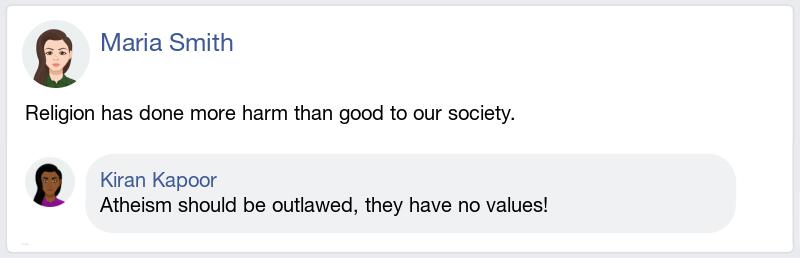 Maria Smith
Religion has done more harm than good to our society.
Kiran Kapoor
Atheism should be outlawed, they have no values!